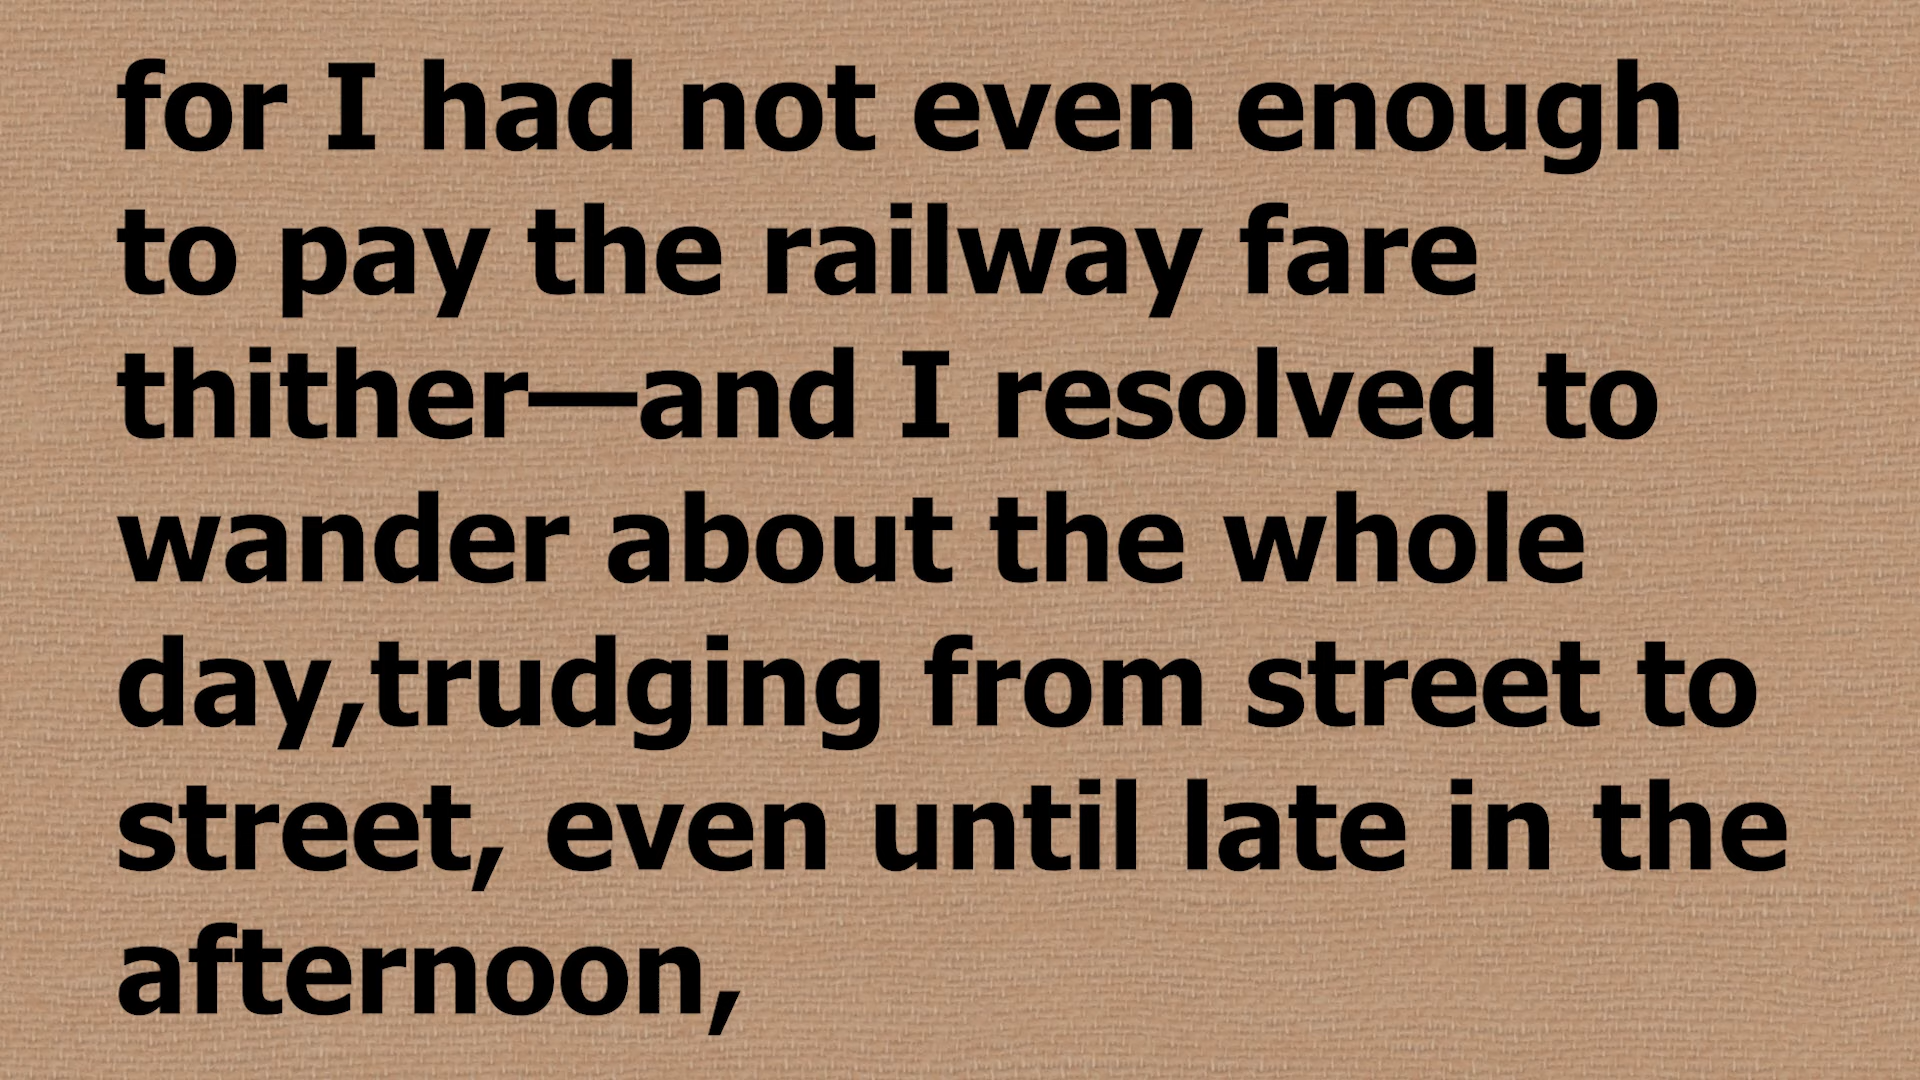 for I had not even enough
to pay the railway fare
thither—and I resolved to
wander about the whole
day,trudging from street to
street, even until late in the
afternoon,